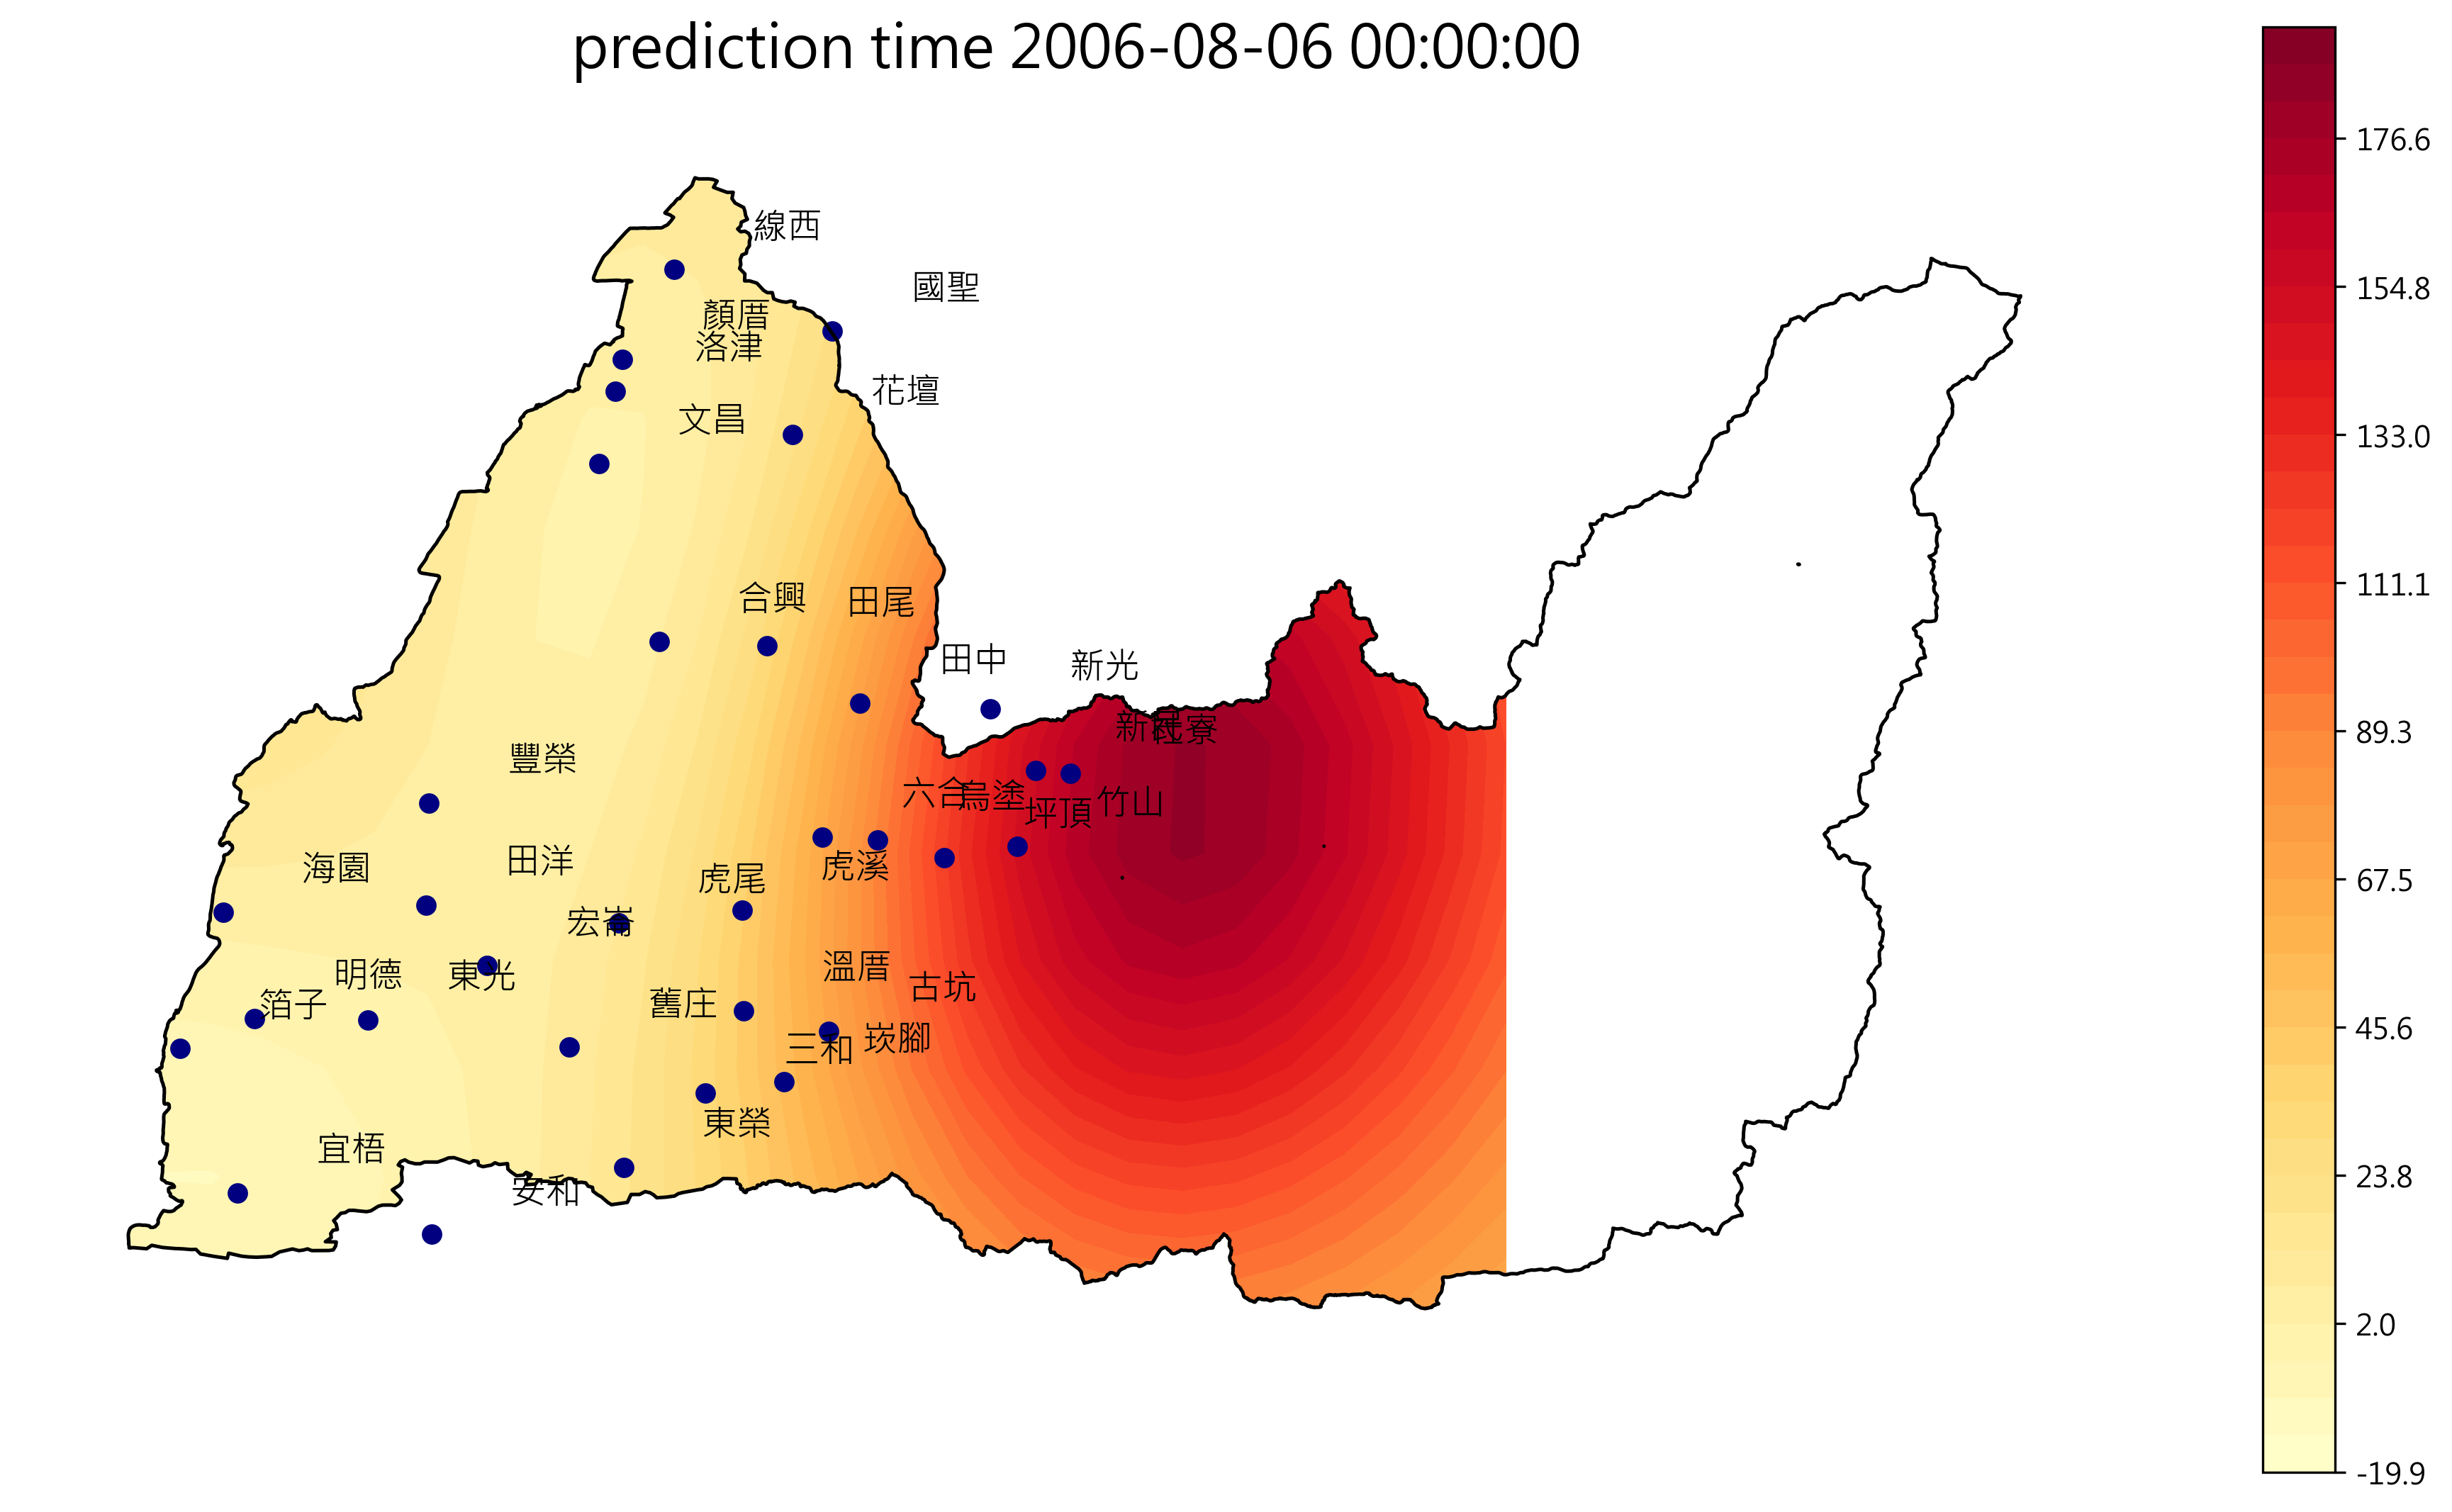 prediction time 2006-08-06 00:00:00
線西
國聖
顏厝
洛津
花壇
文昌
合興
田尾
田中
新光
新民
社寮
豐榮
六合
烏塗
坪頂
竹山
海園
田洋
虎尾
虎溪
宏崙
明德
東光
溫厝
古坑
箔子
舊庄
三和
崁腳
東榮
宜梧
安和
176.6
154.8
133.0
111.1
89.3
67.5
45.6
23.8
2.0
-19.9